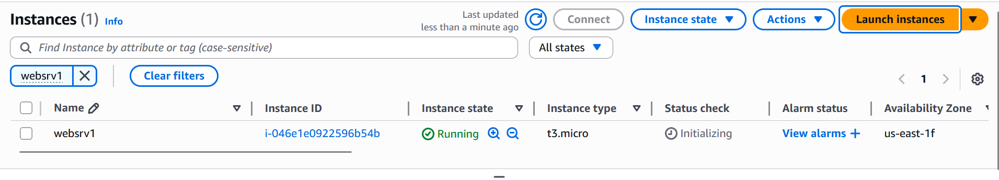 Instances (1) Info
Last updated
less than a minute ago
Connect
Instance state
Actions
Launch instances
Find Instance by attribute or tag (case-sensitive)
All states
websrv1
Clear filters
1
Name Instance ID Instance state Instance type Status check Alarm status Availability Zone
websrv1 i-046e1e0922596b54b Running t3.micro Initializing View alarms + us-east-1f